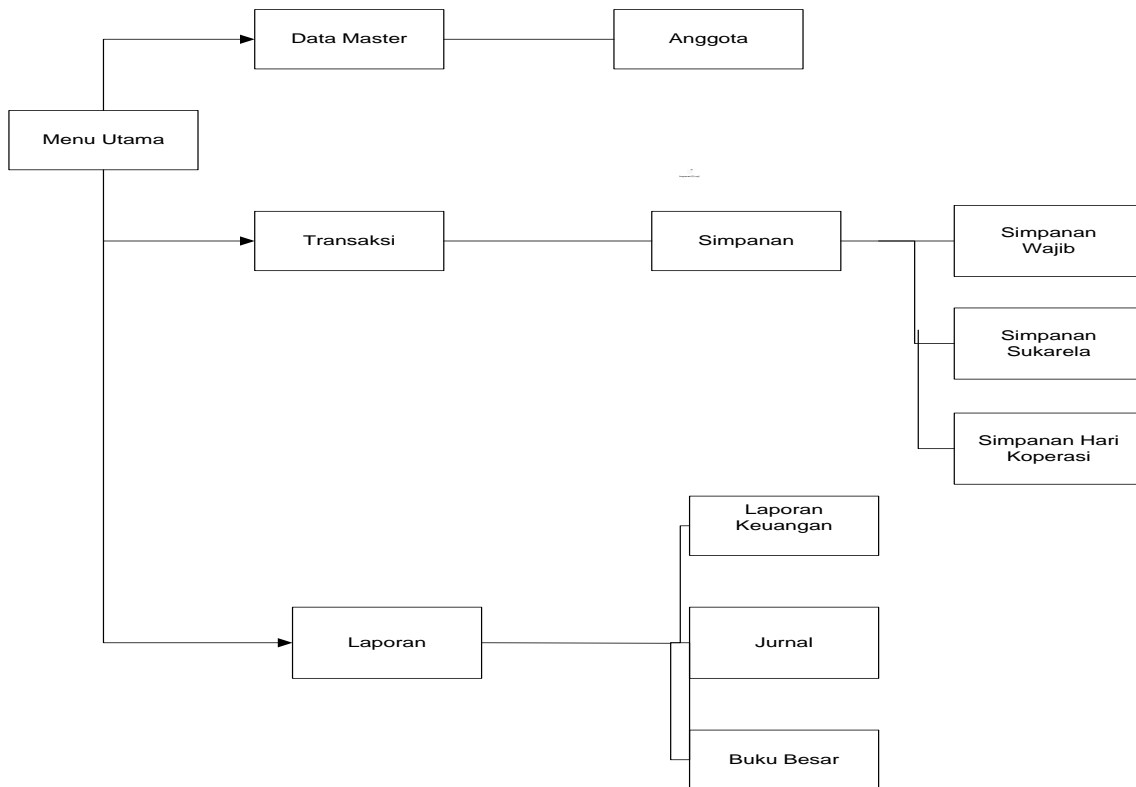 Data Master
Anggota
Menu Utama
Transaksi
Simpanan
Simpanan
Wajib
Simpanan
Sukarela
Simpanan Hari
Koperasi
Laporan
Keuangan
Laporan
Jurnal
Buku Besar